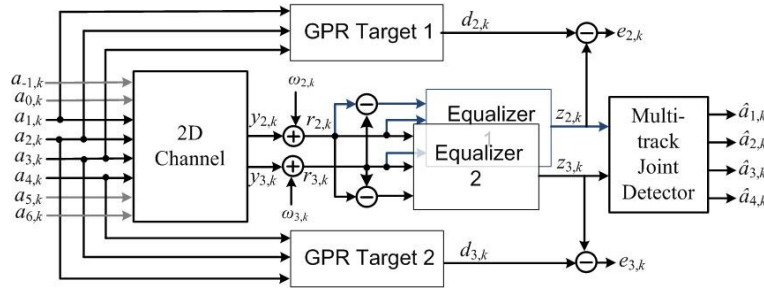 GPR Target 1
d2,k
e2,k
a-1,k
a0,k
a1,k
a2,k
a3,k
a4,k
a5,k
a6,k
2D
Channel
y2,k
y3,k
ω2,k
ω3,k
r2,k
r3,k
Equalizer
1
Equalizer
2
z2,k
z3,k
Multi-
track
Joint
Detector
â1,k
â2,k
â3,k
â4,k
GPR Target 2
d3,k
e3,k